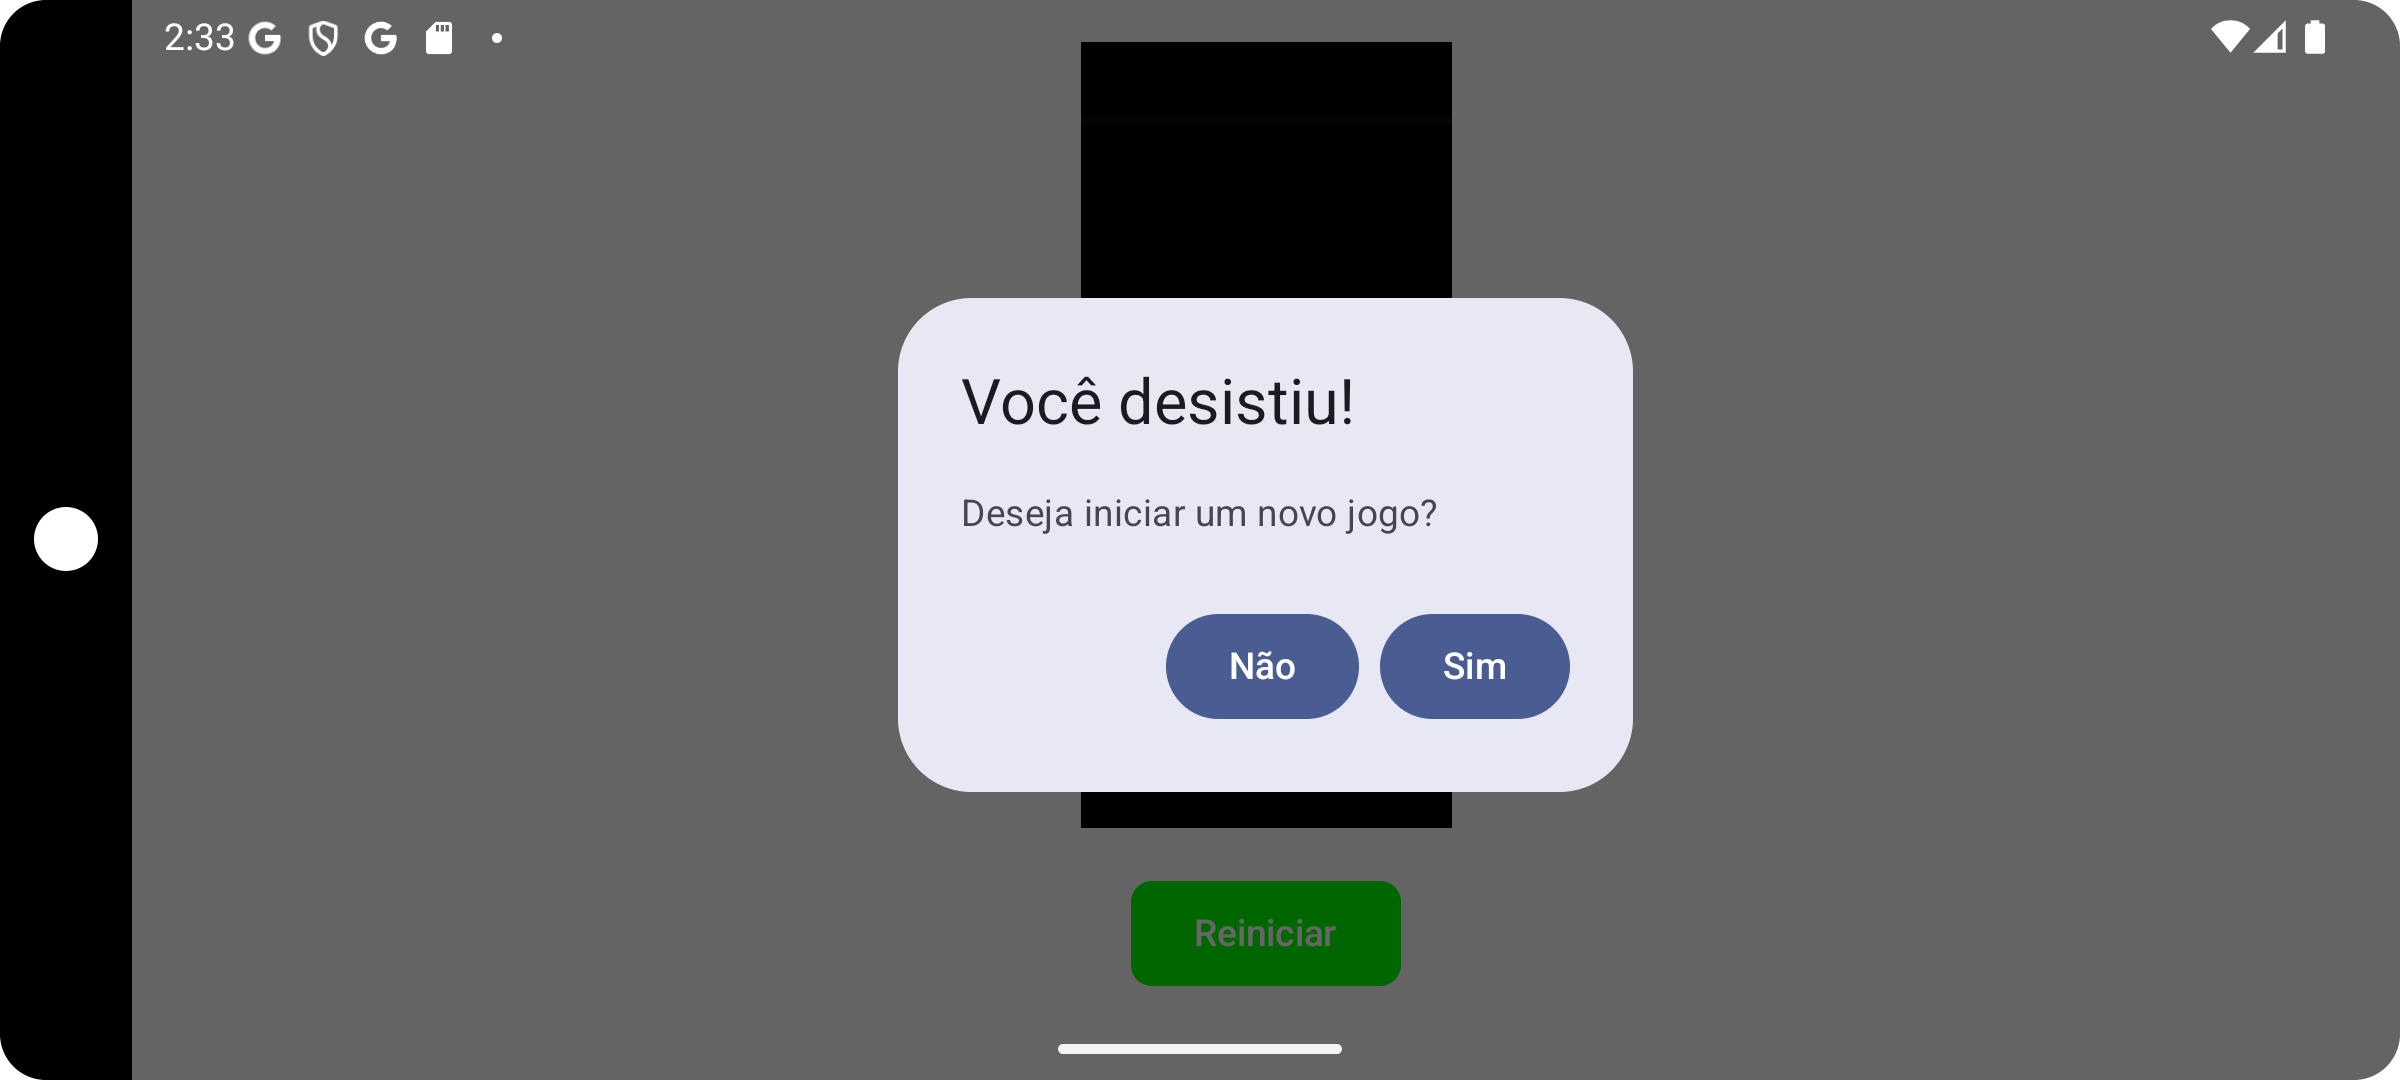 2:33
Você desistiu!
Deseja iniciar um novo jogo?
Não Sim
Reiniciar